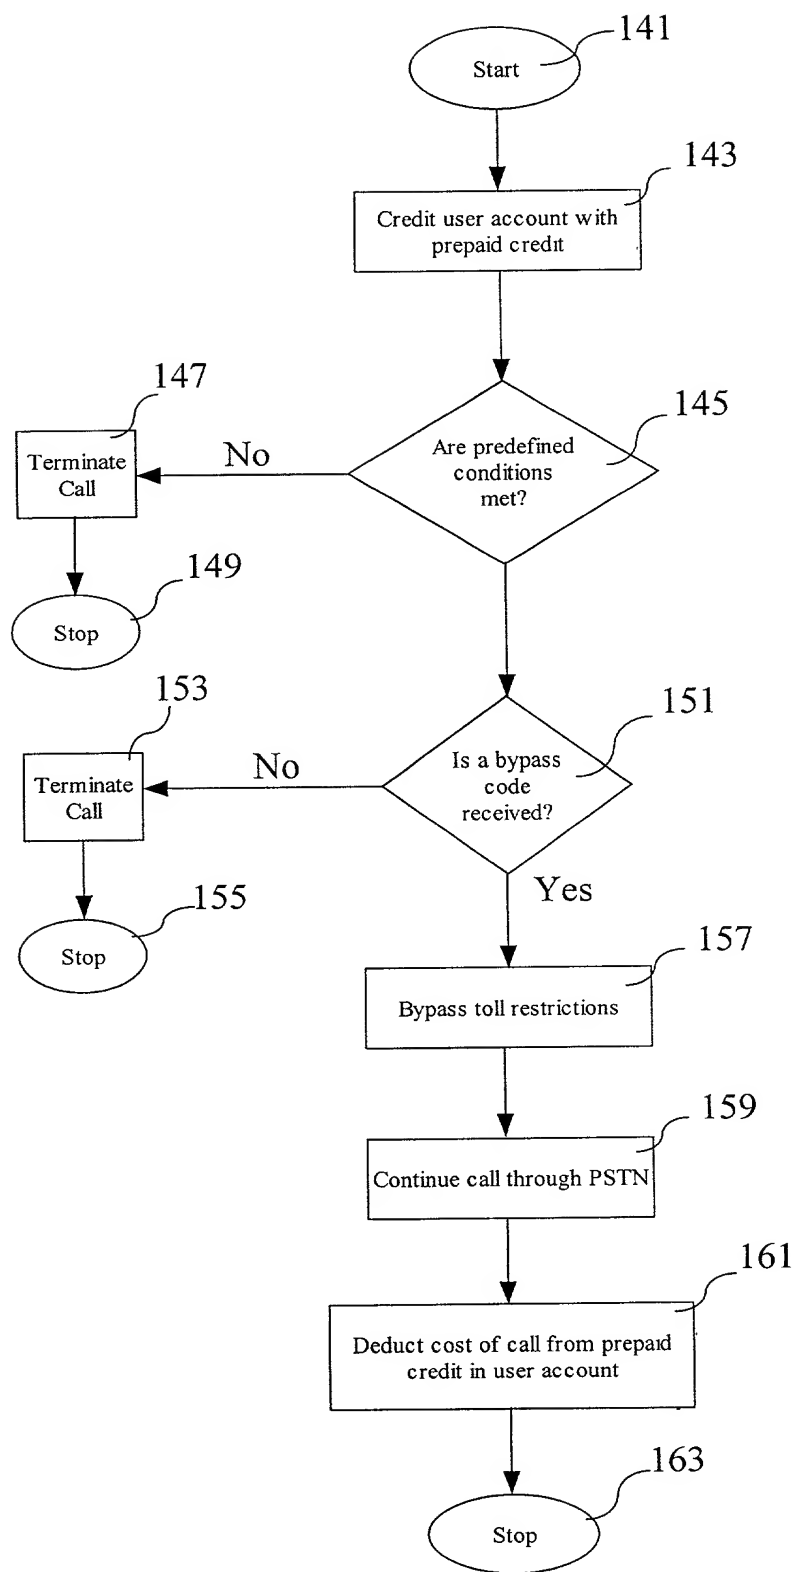 141
Start
143
Credit user account with
prepaid credit
147
145
Terminate
Call
No
Are predefined
conditions
met?
149
Stop
153
151
Terminate
Call
No
Is a bypass
code
received?
Yes
155
Stop
157
Bypass toll restrictions
159
Continue call through PSTN
161
Deduct cost of call from prepaid
credit in user account
163
Stop